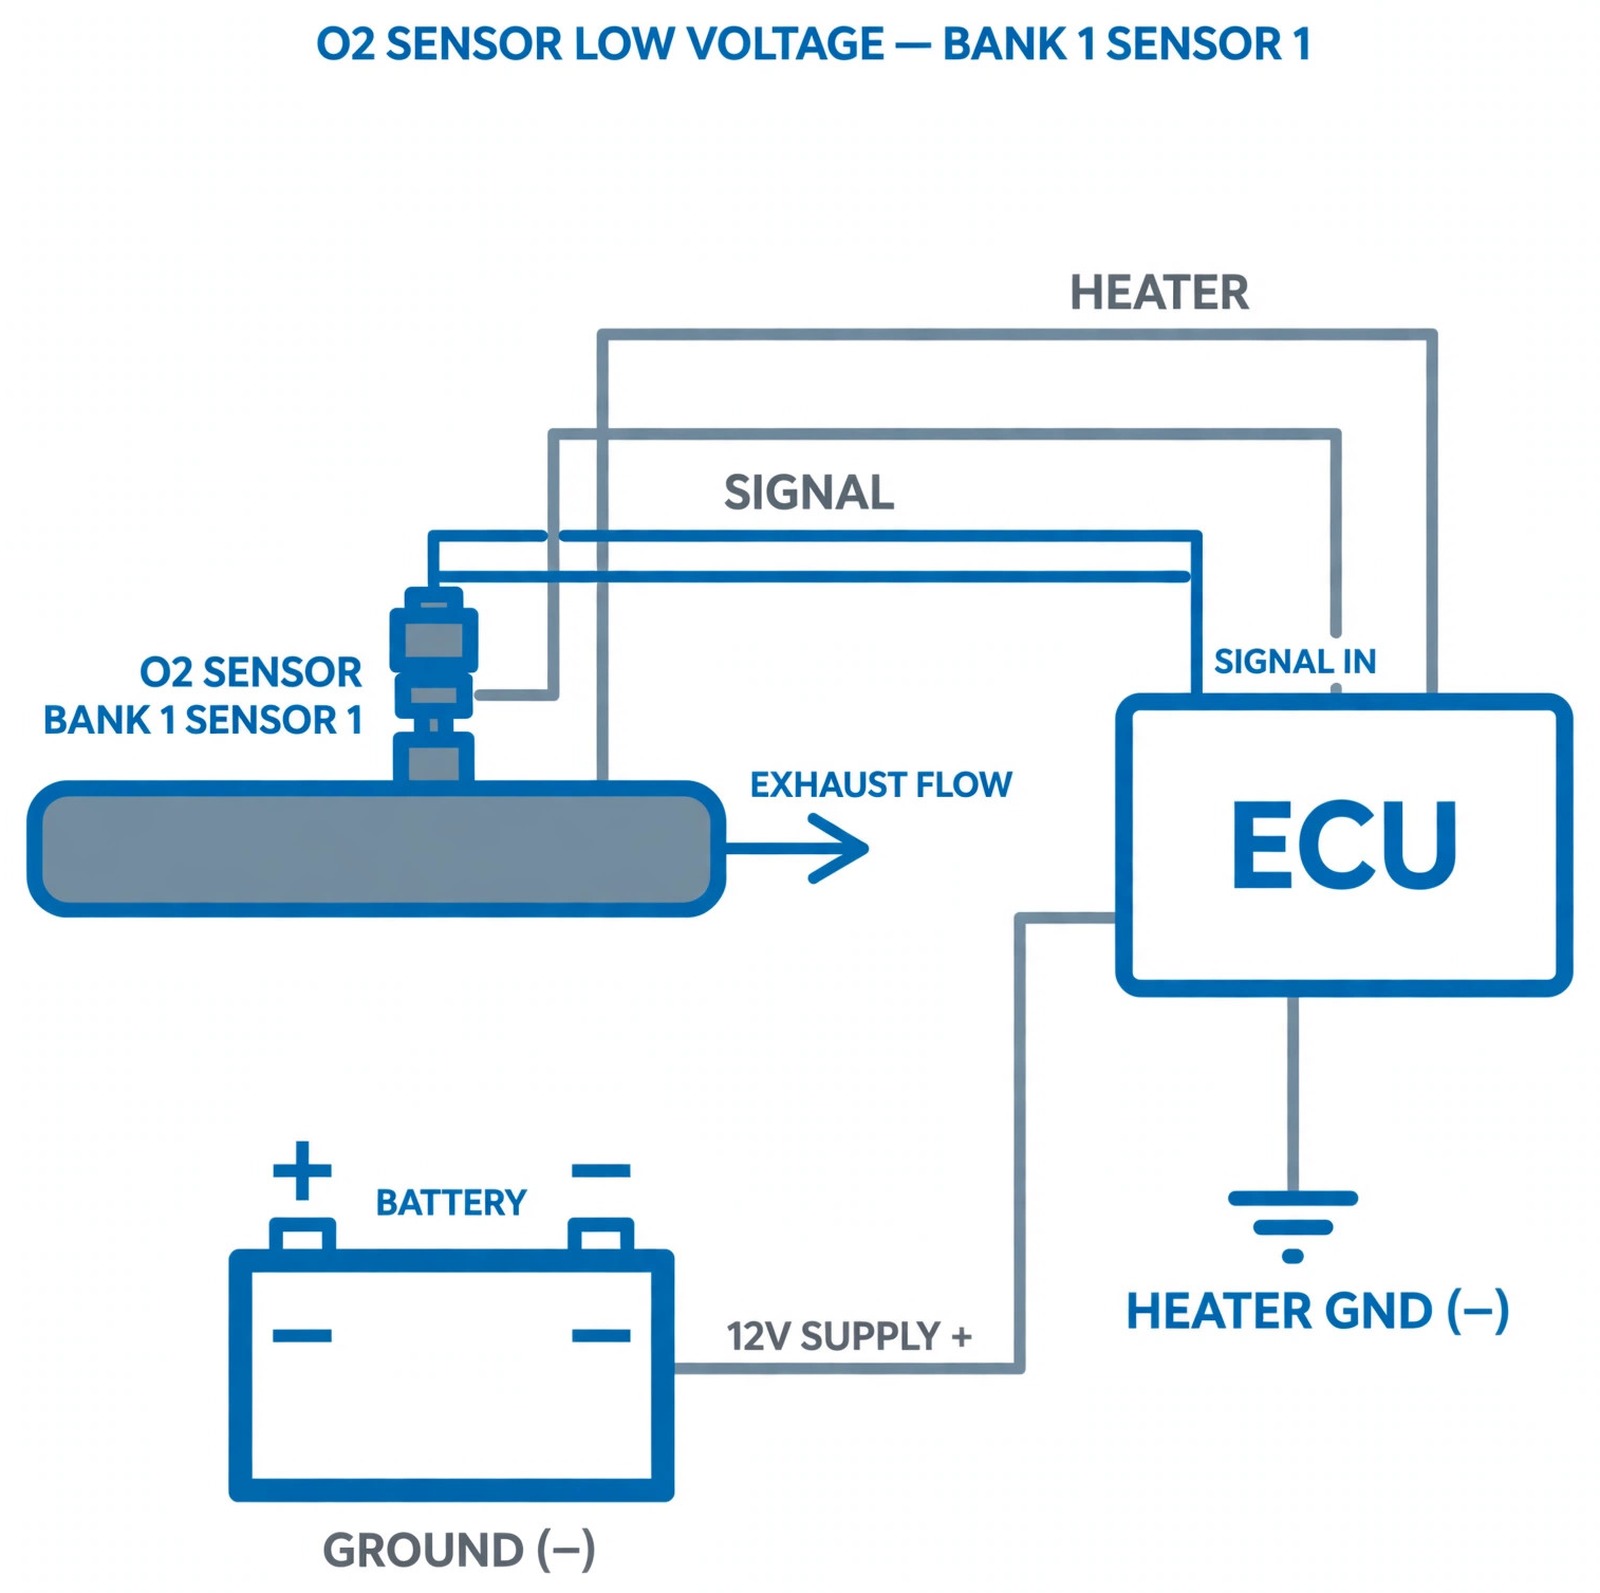 O2 SENSOR LOW VOLTAGE — BANK 1 SENSOR 1
HEATER
SIGNAL
SIGNAL IN
O2 SENSOR
BANK 1 SENSOR 1
EXHAUST FLOW
ECU
+
−
BATTERY
12V SUPPLY +
HEATER GND (−)
GROUND (−)